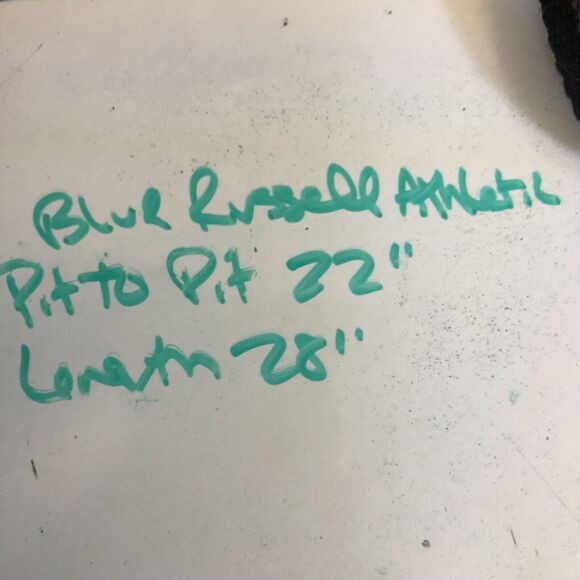 Blue Russell Athletic
Pit to Pit 22"
Length 28"